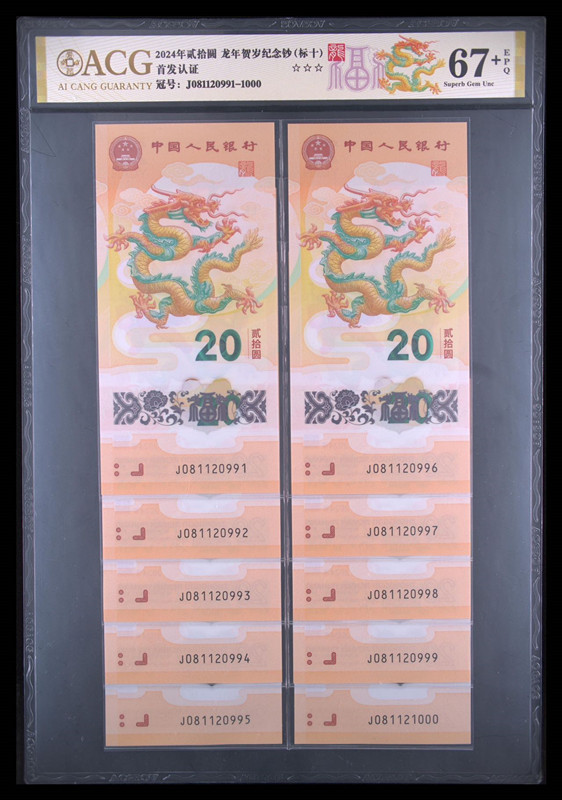 ACG
AI CANG GUARANTY
2024年贰拾圆 龙年贺岁纪念钞(标十)
首发认证 ☆☆☆
冠号: J081120991-1000
福
67+
EPQ
Superb Gem Unc
中国人民银行
20
贰拾圆
福
J081120991
J081120992
J081120993
J081120994
J081120995
中国人民银行
20
贰拾圆
福
J081120996
J081120997
J081120998
J081120999
J081121000